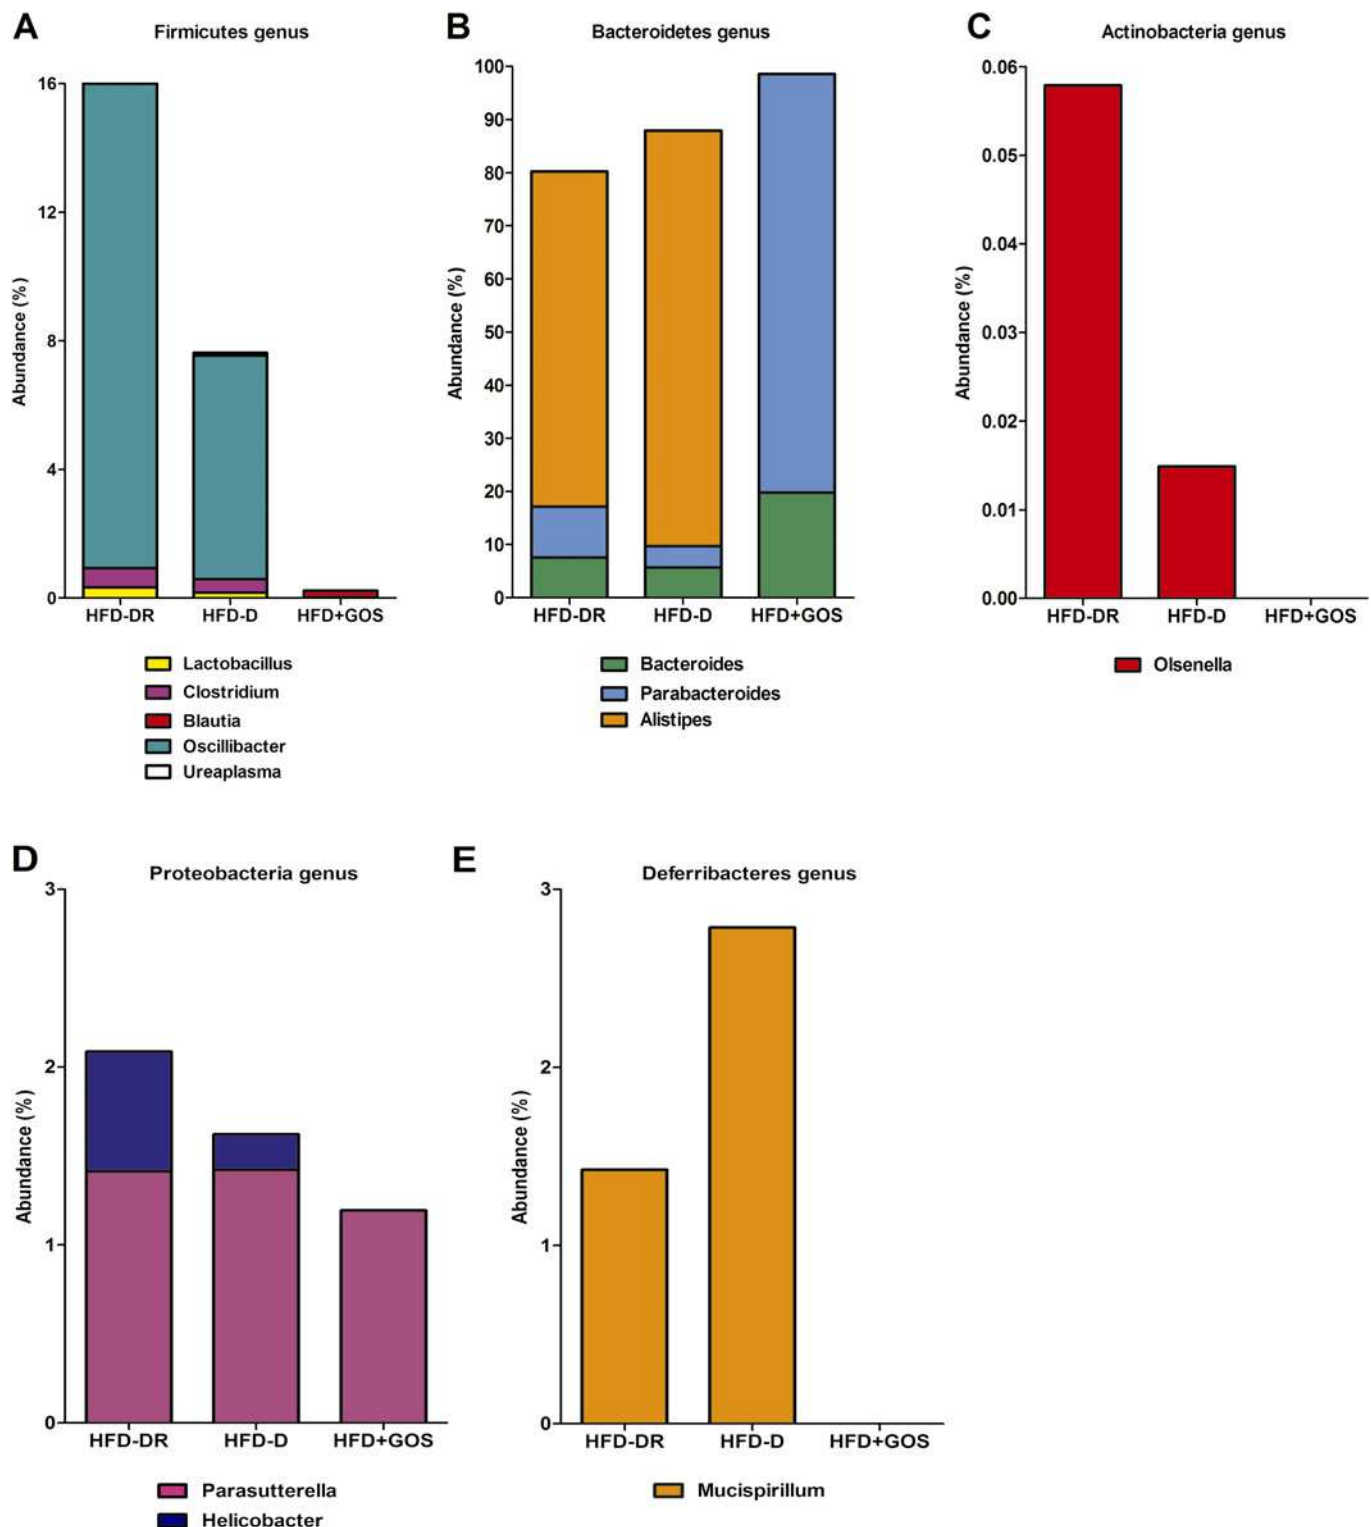 A
Firmicutes genus
16
12
8
4
0
Abundance (%)
HFD-DR
HFD-D
HFD+GOS
Lactobacillus
Clostridium
Blautia
Oscillibacter
Ureaplasma
B
Bacteroidetes genus
100
90
80
70
60
50
40
30
20
10
0
Abundance (%)
HFD-DR
HFD-D
HFD+GOS
Bacteroides
Parabacteroides
Alistipes
C
Actinobacteria genus
0.06
0.05
0.04
0.03
0.02
0.01
0.00
Abundance (%)
HFD-DR
HFD-D
HFD+GOS
Olsenella
D
Proteobacteria genus
3
2
1
0
Abundance (%)
HFD-DR
HFD-D
HFD+GOS
Parasutterella
Helicobacter
E
Deferribacteres genus
3
2
1
0
Abundance (%)
HFD-DR
HFD-D
HFD+GOS
Mucispirillum